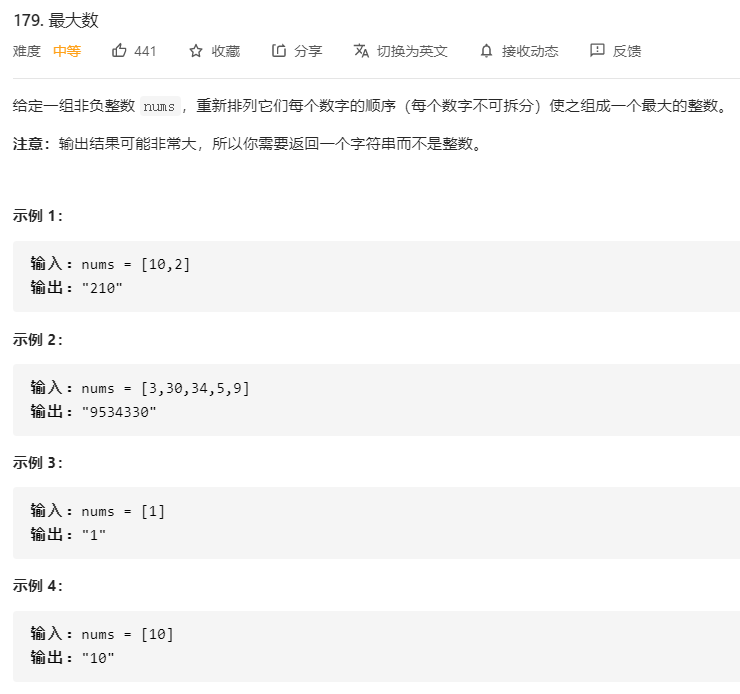 179. 最大数
难度 中等 441 收藏 分享 切换为英文 接收动态 反馈
给定一组非负整数 nums，重新排列它们每个数字的顺序（每个数字不可拆分）使之组成一个最大的整数。
注意：输出结果可能非常大，所以你需要返回一个字符串而不是整数。
示例 1：
输入：nums = [10,2]
输出："210"
示例 2：
输入：nums = [3,30,34,5,9]
输出："9534330"
示例 3：
输入：nums = [1]
输出："1"
示例 4：
输入：nums = [10]
输出："10"